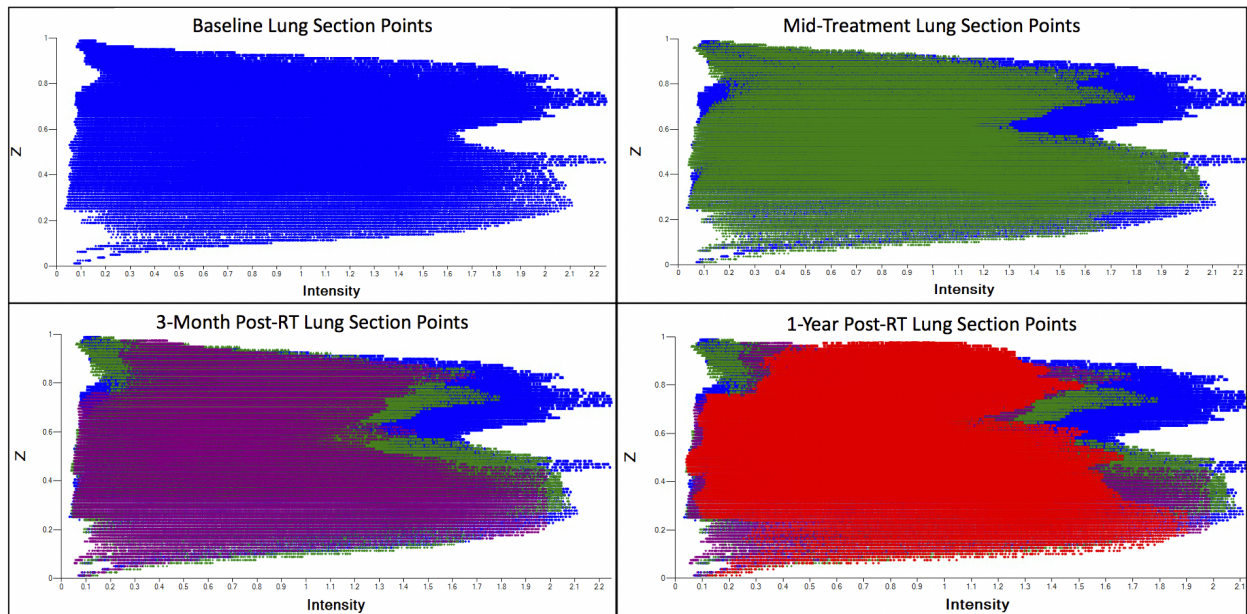 Baseline Lung Section Points
1
0.8
0.6
Z
0.4
0.2
0
0 0.1 0.2 0.3 0.4 0.5 0.6 0.7 0.8 0.9 1 1.1 1.2 1.3 1.4 1.5 1.6 1.7 1.8 1.9 2 2.1 2.2
Intensity
Mid-Treatment Lung Section Points
1
0.8
0.6
Z
0.4
0.2
0
0.1 0.2 0.3 0.4 0.5 0.6 0.7 0.8 0.9 1 1.1 1.2 1.3 1.4 1.5 1.6 1.7 1.8 1.9 2 2.1 2.2
Intensity
3-Month Post-RT Lung Section Points
1
0.8
0.6
Z
0.4
0.2
0
0.1 0.2 0.3 0.4 0.5 0.6 0.7 0.8 0.9 1 1.1 1.2 1.3 1.4 1.5 1.6 1.7 1.8 1.9 2 2.1 2.2
Intensity
1-Year Post-RT Lung Section Points
1
0.8
0.6
Z
0.4
0.2
0
0.1 0.2 0.3 0.4 0.5 0.6 0.7 0.8 0.9 1 1.1 1.2 1.3 1.4 1.5 1.6 1.7 1.8 1.9 2 2.1
Intensity